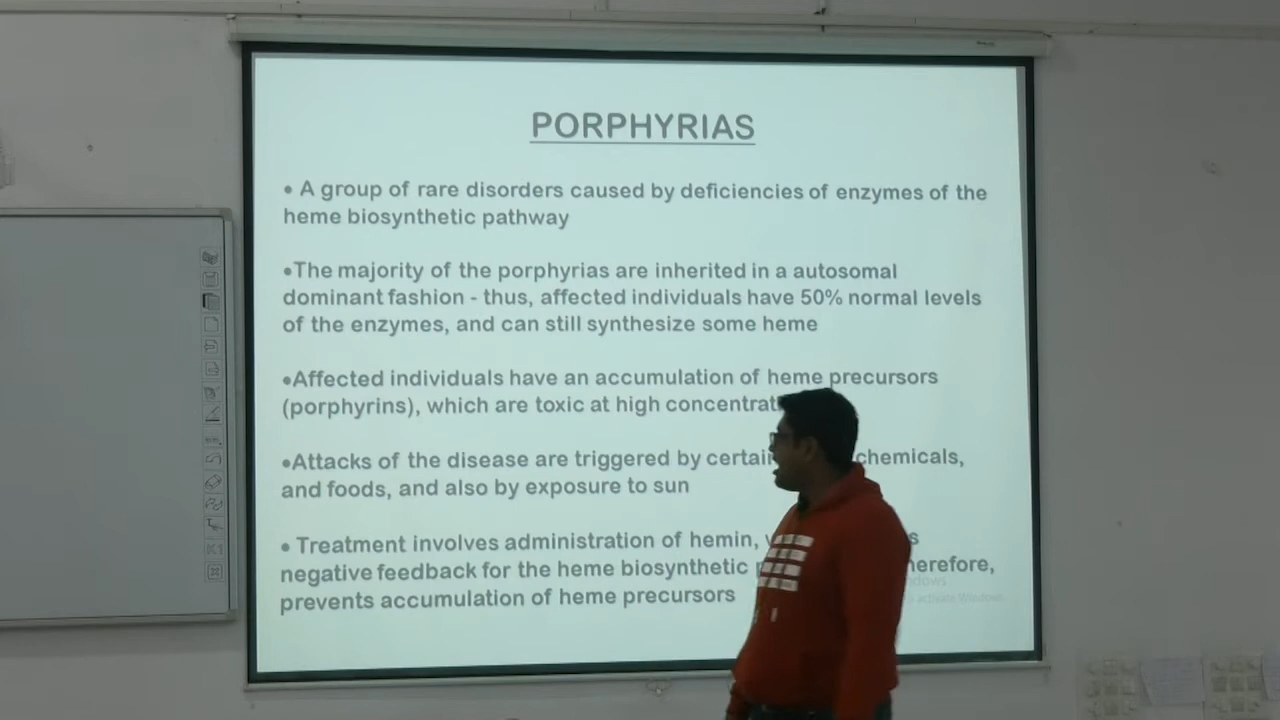 PORPHYRIAS
• A group of rare disorders caused by deficiencies of enzymes of the
heme biosynthetic pathway
•The majority of the porphyrias are inherited in a autosomal
dominant fashion - thus, affected individuals have 50% normal levels
of the enzymes, and can still synthesize some heme
•Affected individuals have an accumulation of heme precursors
(porphyrins), which are toxic at high
•Attacks of the disease are triggered by chemicals,
and foods, and also by exposure to sun
• Treatment involves administration of hemin,
negative feedback for the heme biosynthetic
prevents accumulation of heme precursors
activate Windows